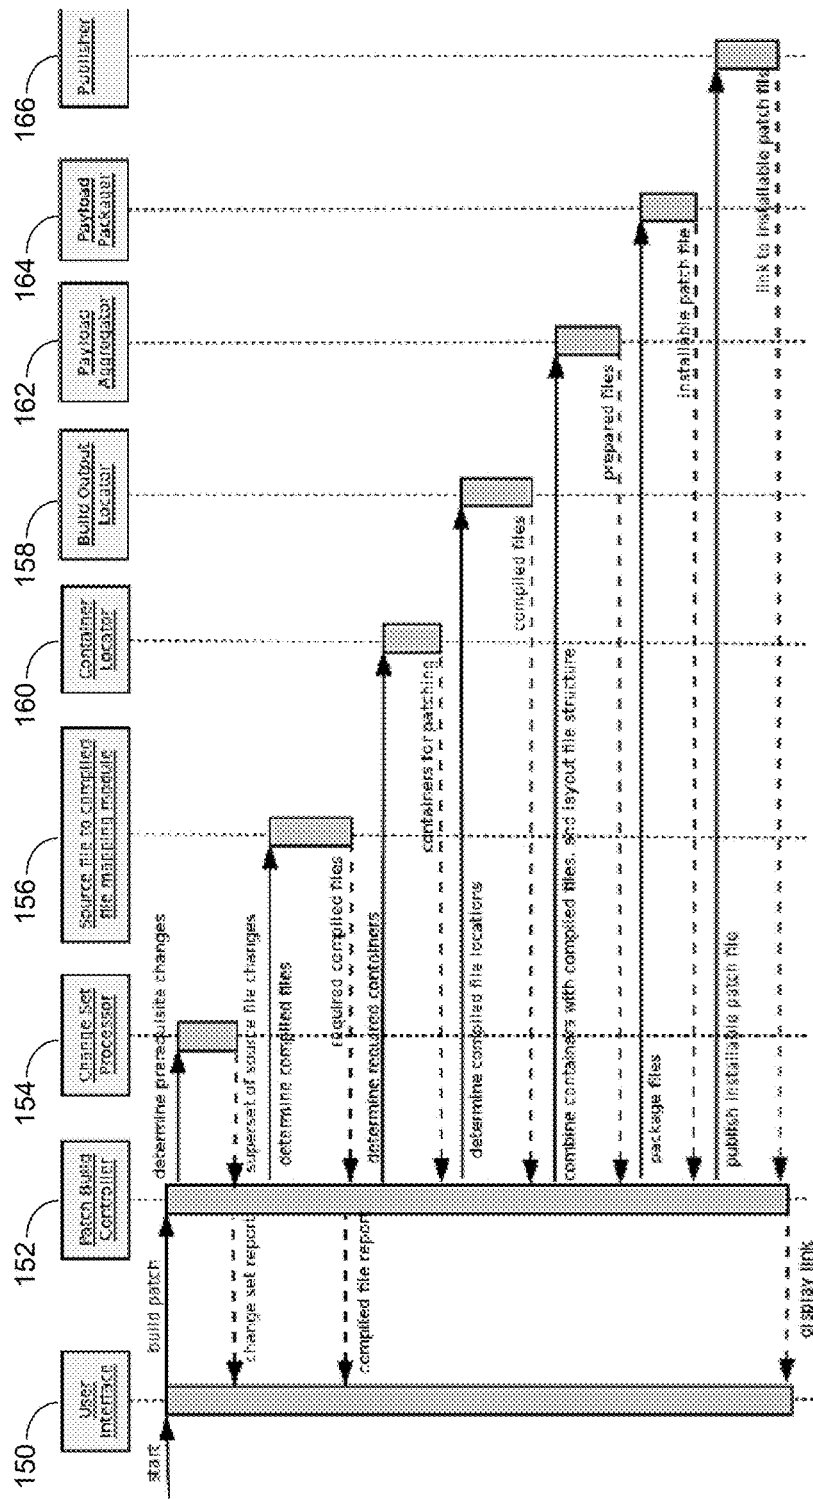 150
User
Interface
152
Patch Build
Controller
154
Change Set
Processor
156
Source file to compiled
file mapping module
160
Container
Locator
158
Build Output
Locator
162
Payload
Aggregator
164
Payload
Packager
166
Publisher
start
build patch
determine prerequisite changes
superset of source file changes
change set report
determine compiled files
required compiled files
compiled file report
determine required containers
containers for patching
determine compiled file locations
compiled files
combine containers with compiled files, and layout file structure
prepared files
package files
installable patch file
publish installable patch file
link to installable patch file
display link